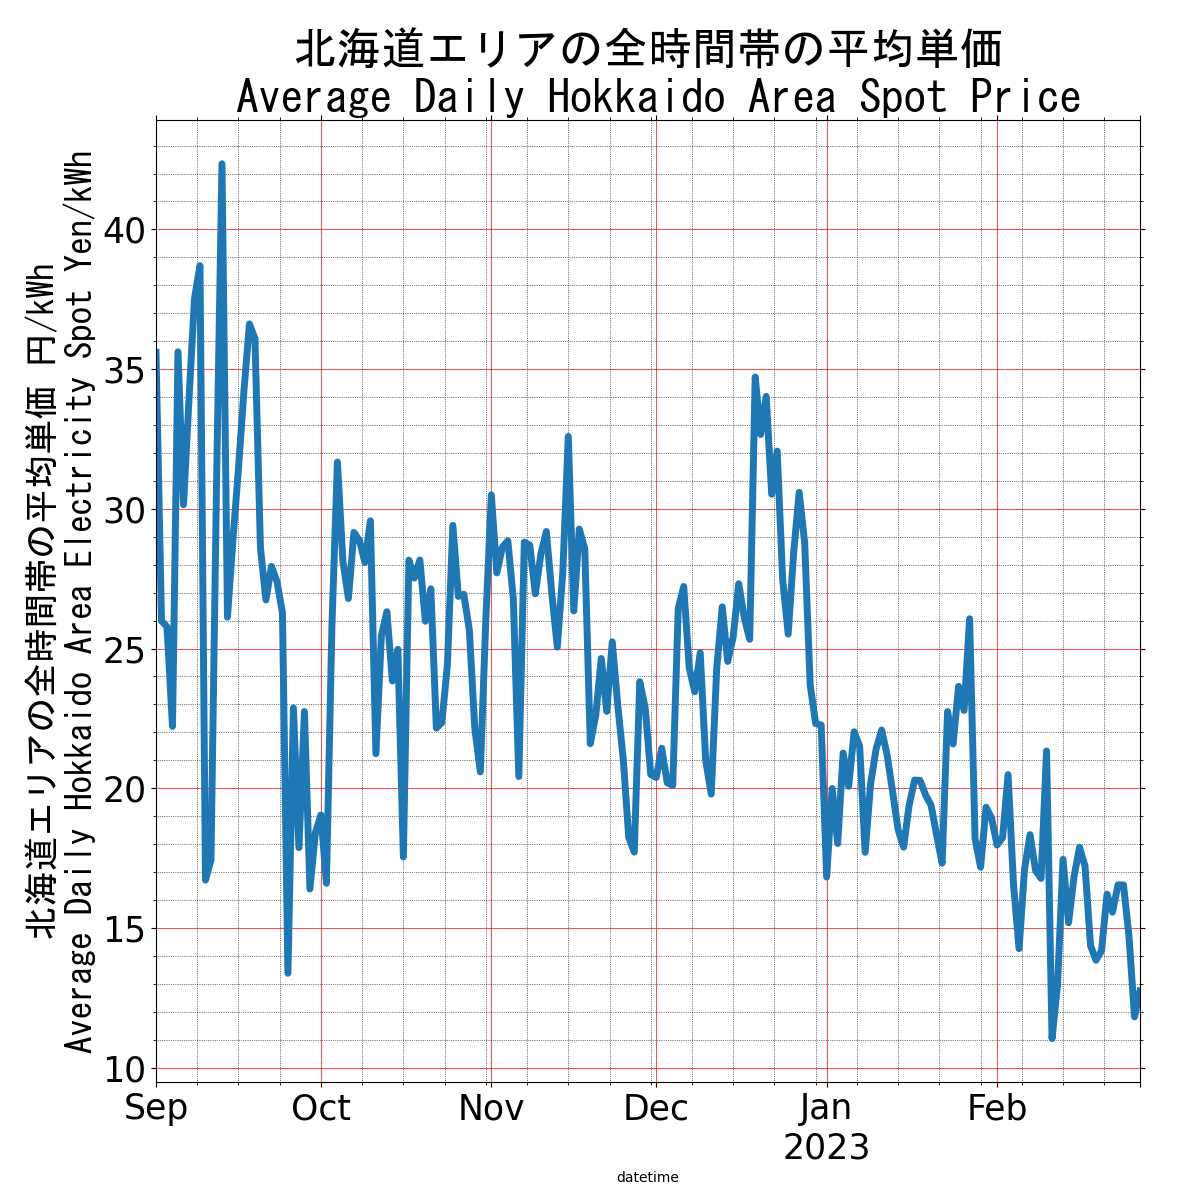 北海道エリアの全時間帯の平均単価
Average Daily Hokkaido Area Spot Price
北海道エリアの全時間帯の平均単価 円/kWh
Average Daily Hokkaido Area Electricity Spot Yen/kWh
40
35
30
25
20
15
10
Sep Oct Nov Dec Jan Feb
2023
datetime